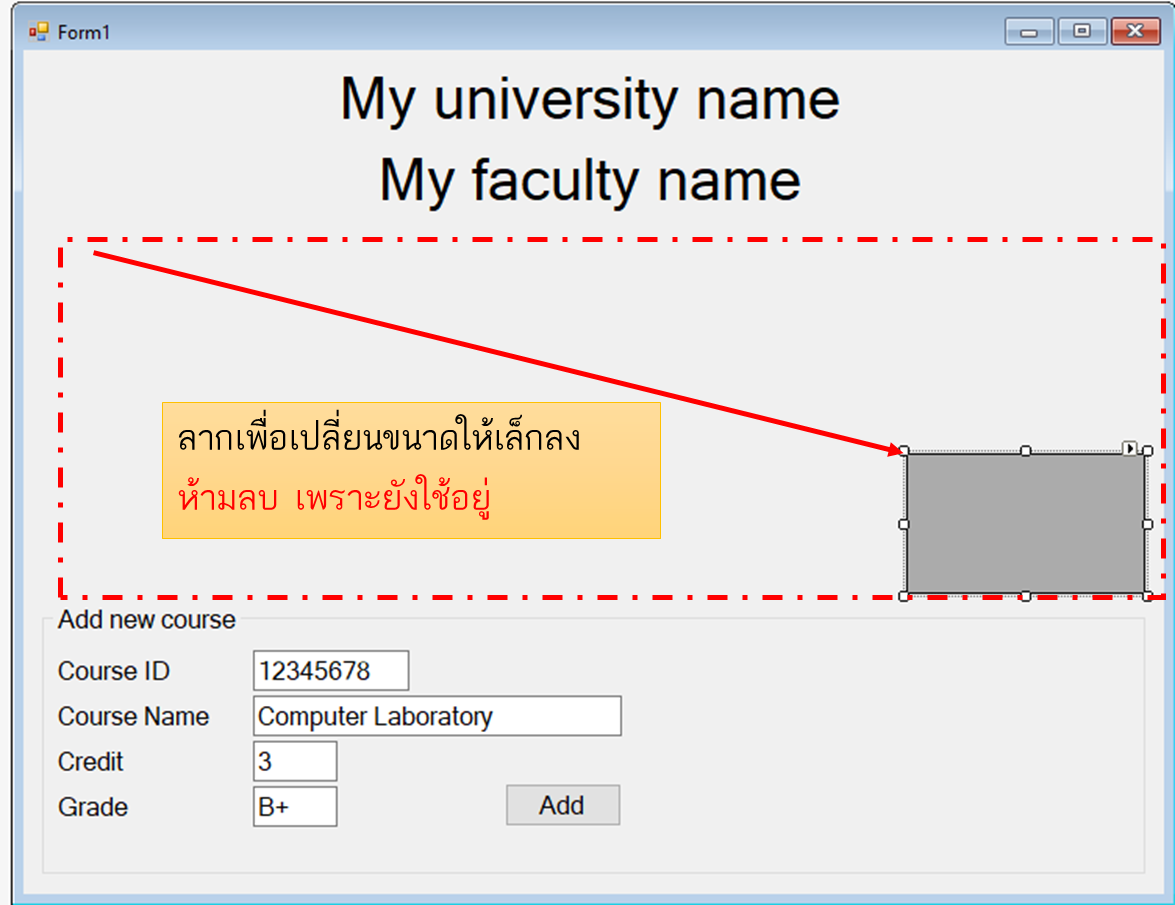 Form1
My university name
My faculty name
ลากเพื่อเปลี่ยนขนาดให้เล็กลง
ห้ามลบ เพราะยังใช้อยู่
Add new course
Course ID 12345678
Course Name Computer Laboratory
Credit 3
Grade B+ Add